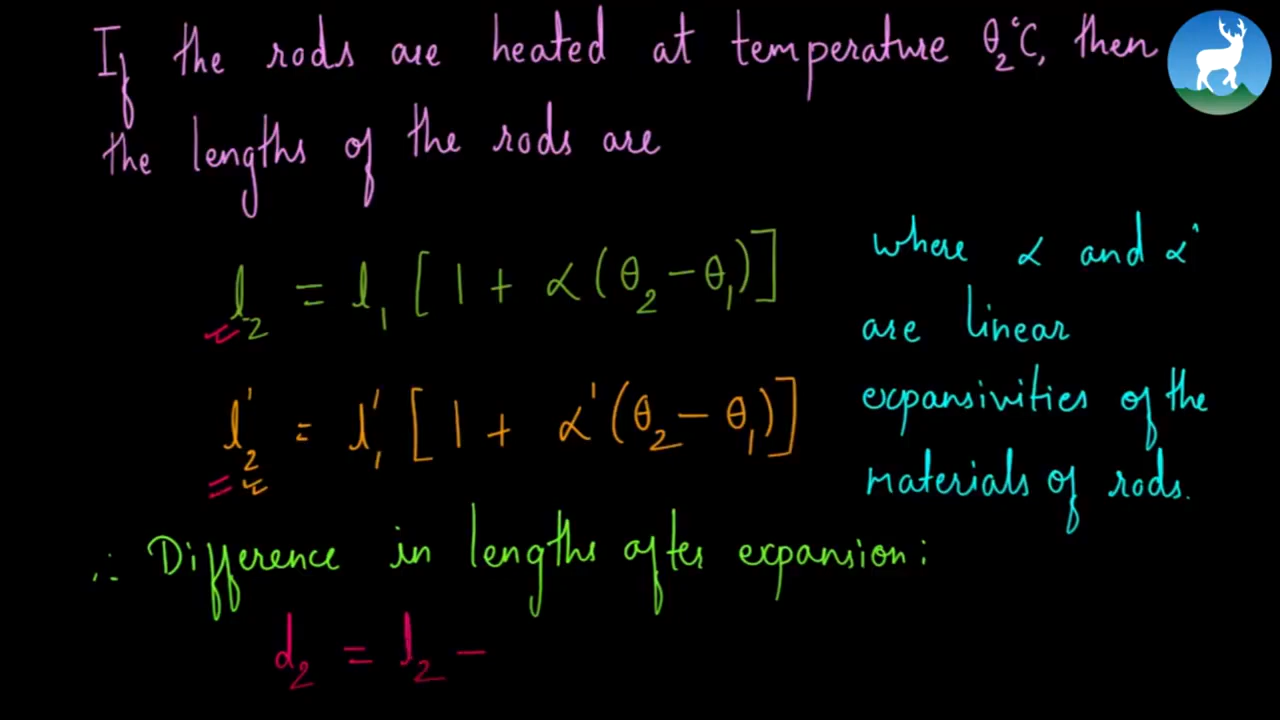 If the rods are heated at temperature θ₂°C, then
the lengths of the rods are
l₂ = l₁ [1 + α(θ₂ - θ₁)]
l₂' = l₁' [1 + α'(θ₂ - θ₁)]
where α and α'
are linear
expansivities of the
materials of rods.
∴ Difference in lengths after expansion:
d₂ = l₂ -